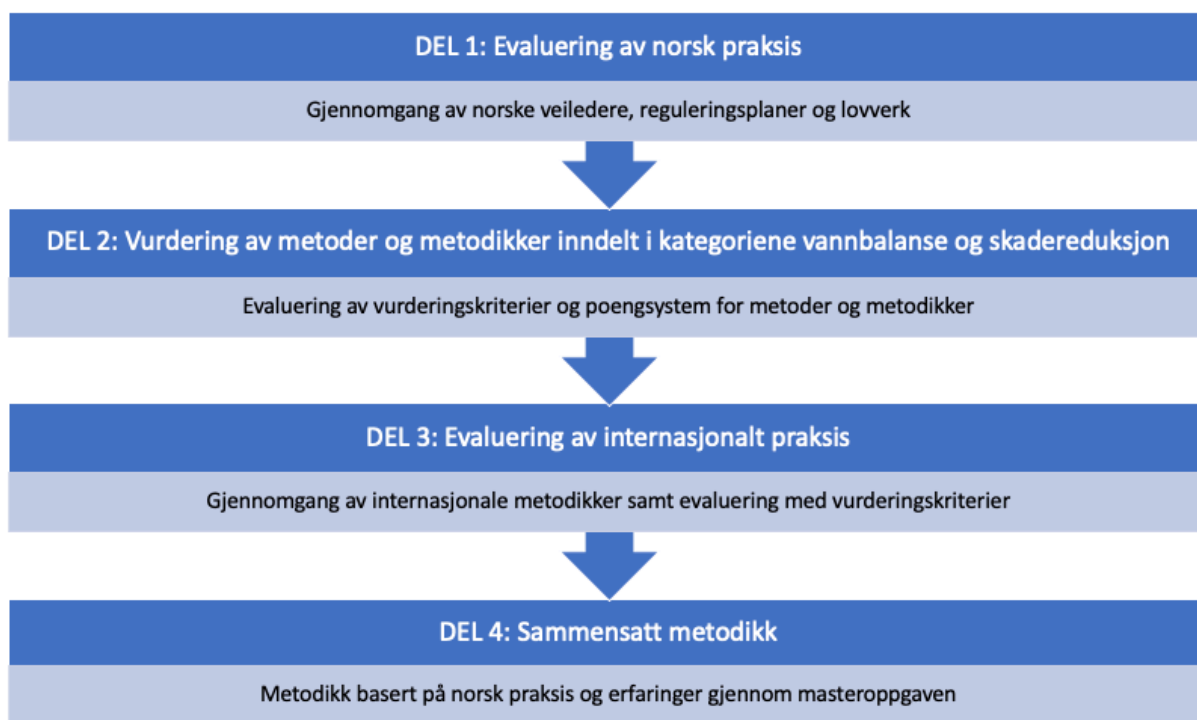 DEL 1: Evaluering av norsk praksis
Gjennomgang av norske veiledere, reguleringsplaner og lovverk
DEL 2: Vurdering av metoder og metodikker inndelt i kategoriene vannbalanse og skadereduksjon
Evaluering av vurderingskriterier og poengsystem for metoder og metodikker
DEL 3: Evaluering av internasjonalt praksis
Gjennomgang av internasjonale metodikker samt evaluering med vurderingskriterier
DEL 4: Sammensatt metodikk
Metodikk basert på norsk praksis og erfaringer gjennom masteroppgaven